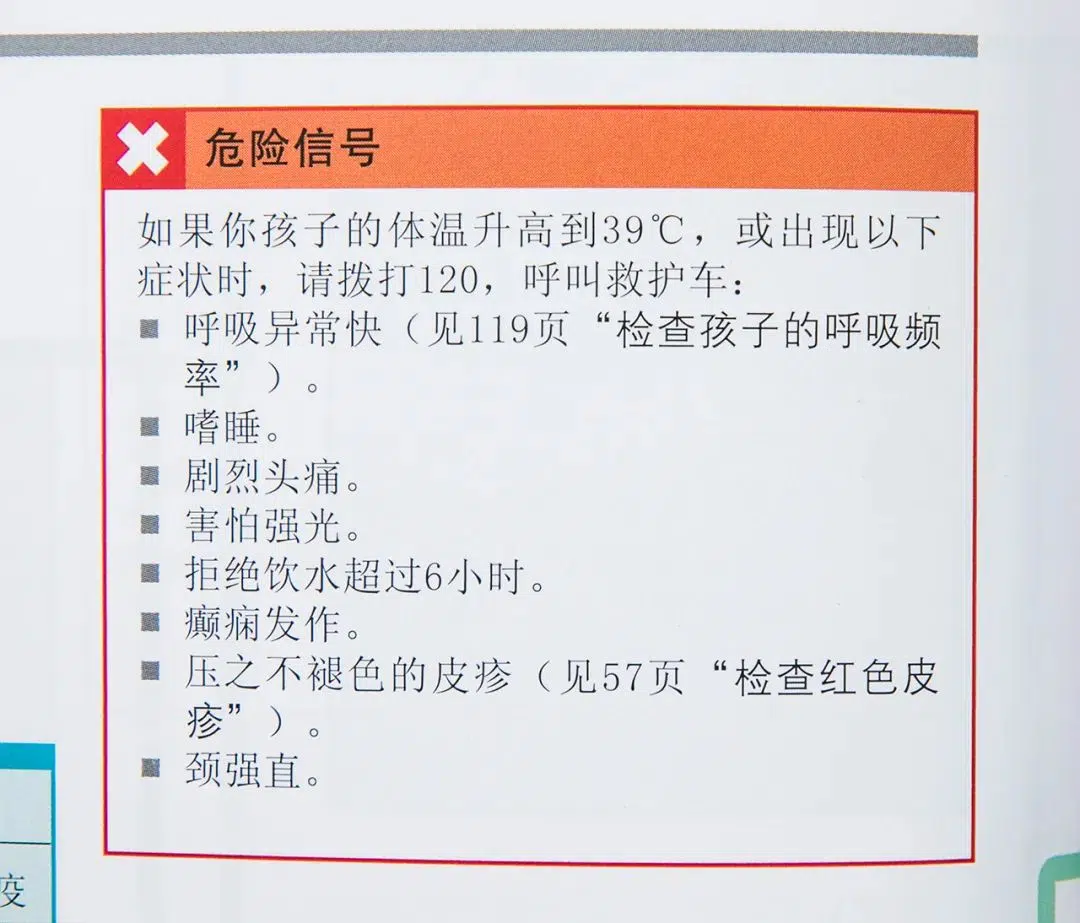 危险信号
如果你孩子的体温升高到39℃，或出现以下
症状时，请拨打120，呼叫救护车：
■ 呼吸异常快（见119页“检查孩子的呼吸频
率”）。
■ 嗜睡。
■ 剧烈头痛。
■ 害怕强光。
■ 拒绝饮水超过6小时。
■ 癫痫发作。
■ 压之不褪色的皮疹（见57页“检查红色皮
疹”）。
■ 颈强直。
疫